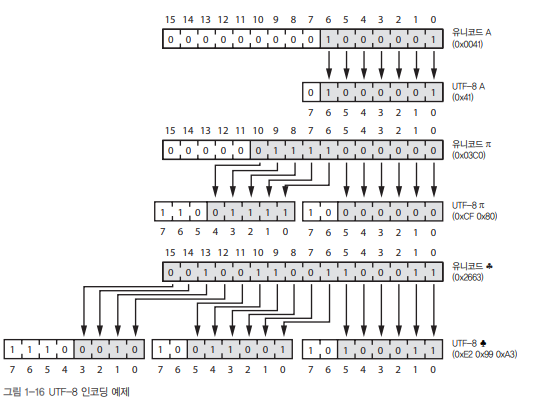 15 14 13 12 11 10 9 8 7 6 5 4 3 2 1 0
0 0 0 0 0 0 0 0 0 1 0 0 0 0 0 1
유니코드 A
(0x0041)
0 1 0 0 0 0 0 1
UTF-8 A
(0x41)
7 6 5 4 3 2 1 0
15 14 13 12 11 10 9 8 7 6 5 4 3 2 1 0
0 0 0 0 0 0 1 1 1 1 0 0 0 0 0 0
유니코드 π
(0x03C0)
1 1 0 0 1 1 1 1 1 0 0 0 0 0 0 0
UTF-8 π
(0xCF 0x80)
7 6 5 4 3 2 1 0 7 6 5 4 3 2 1 0
15 14 13 12 11 10 9 8 7 6 5 4 3 2 1 0
0 0 1 0 0 1 1 0 0 1 1 0 0 0 1 1
유니코드 ♣
(0x2663)
1 1 1 0 0 0 1 0 1 0 0 1 1 0 0 1 1 0 1 0 0 0 1 1
UTF-8 ♣
(0xE2 0x99 0xA3)
7 6 5 4 3 2 1 0 7 6 5 4 3 2 1 0 7 6 5 4 3 2 1 0
그림 1-16 UTF-8 인코딩 예제